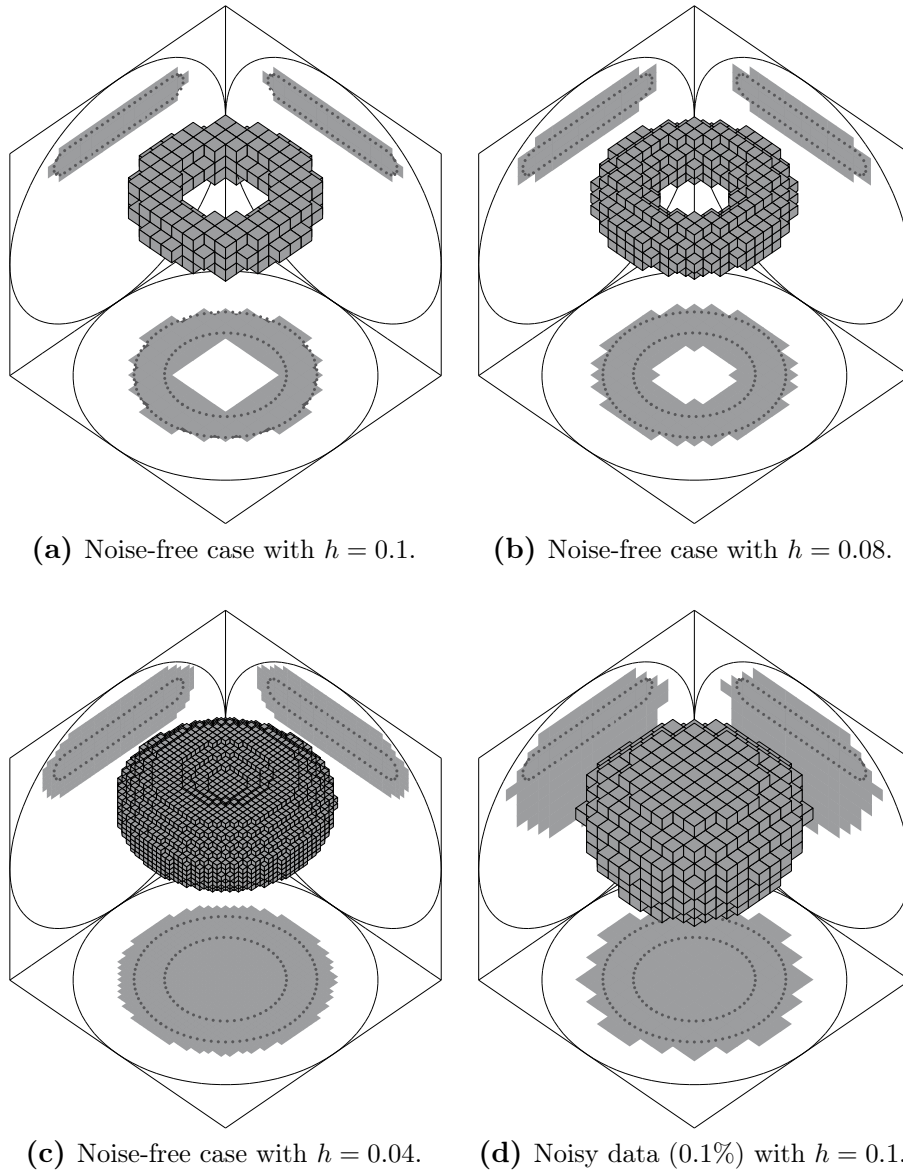 (a) Noise-free case with h = 0.1.
(b) Noise-free case with h = 0.08.
(c) Noise-free case with h = 0.04.
(d) Noisy data (0.1%) with h = 0.1.